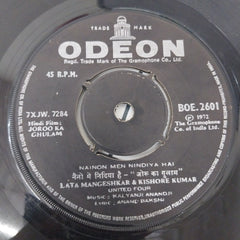 TRADE MARK
ODEON
Regd. Trade Mark of The Gramophone Co.
45 R.P.M.
7XJW. 7284
BOE. 2601
Hindi Film:
JOROO KA
GHULAM
℗ 1972
The Gramophone
Co. of India Ltd.
NAINON MEN NINDIYA HAI
नैनों में निंदिया है - "जोरू का गुलाम"
LATA MANGESHKAR & KISHORE KUMAR
UNITED FOUR
MUSIC: KALYANJI ANANDJI
LYRIC: ANAND BAKSHI